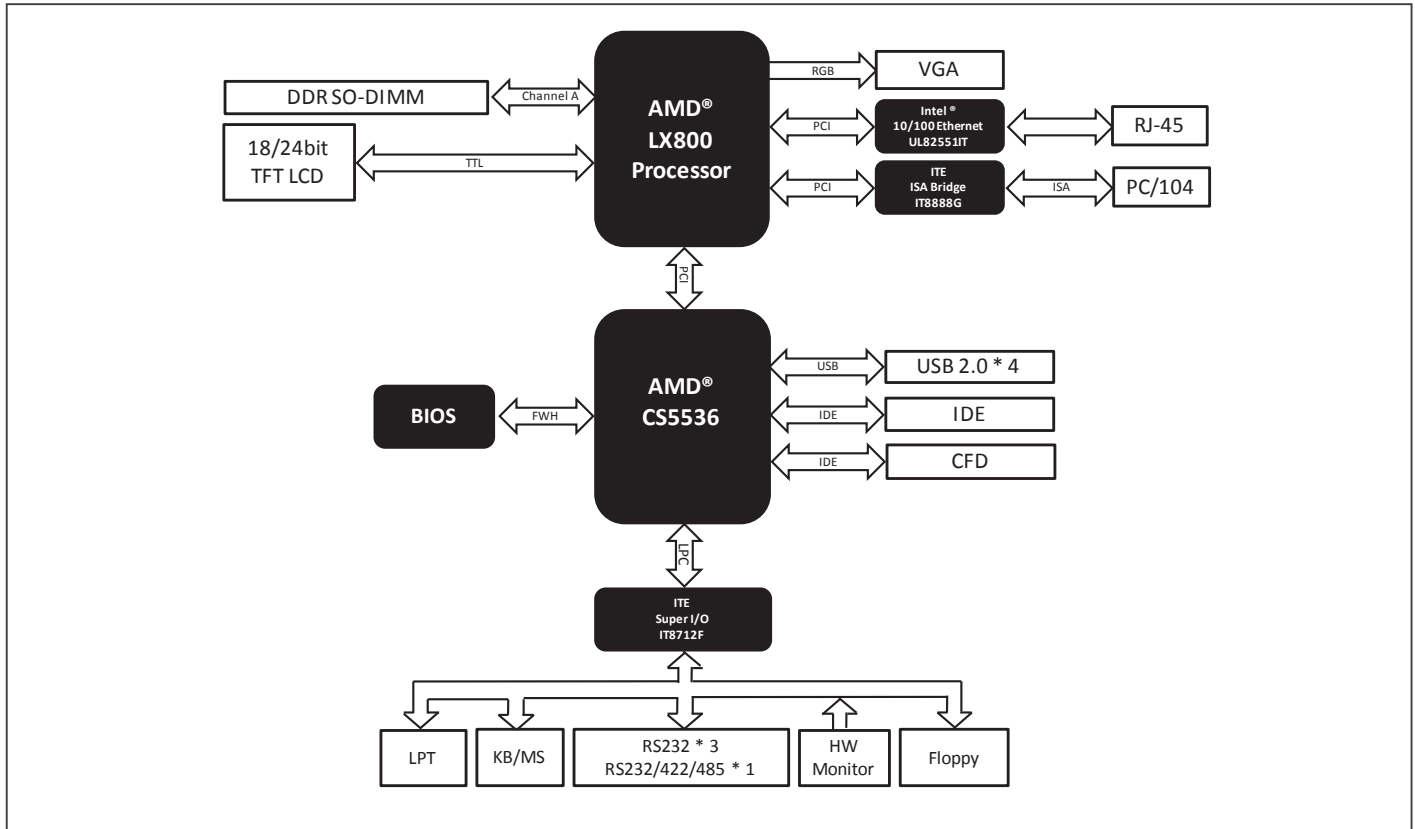 DDR SO-DIMM
Channel A
18/24bit
TFT LCD
TTL
AMD®
LX800
Processor
RGB
VGA
PCI
Intel ®
10/100 Ethernet
UL82551IT
RJ-45
PCI
ITE
ISA Bridge
IT8888G
ISA
PC/104
PCI
BIOS
FWH
AMD®
CS5536
USB
USB 2.0 * 4
IDE
IDE
IDE
CFD
LPC
ITE
Super I/O
IT8712F
LPT
KB/MS
RS232 * 3
RS232/422/485 * 1
HW
Monitor
Floppy